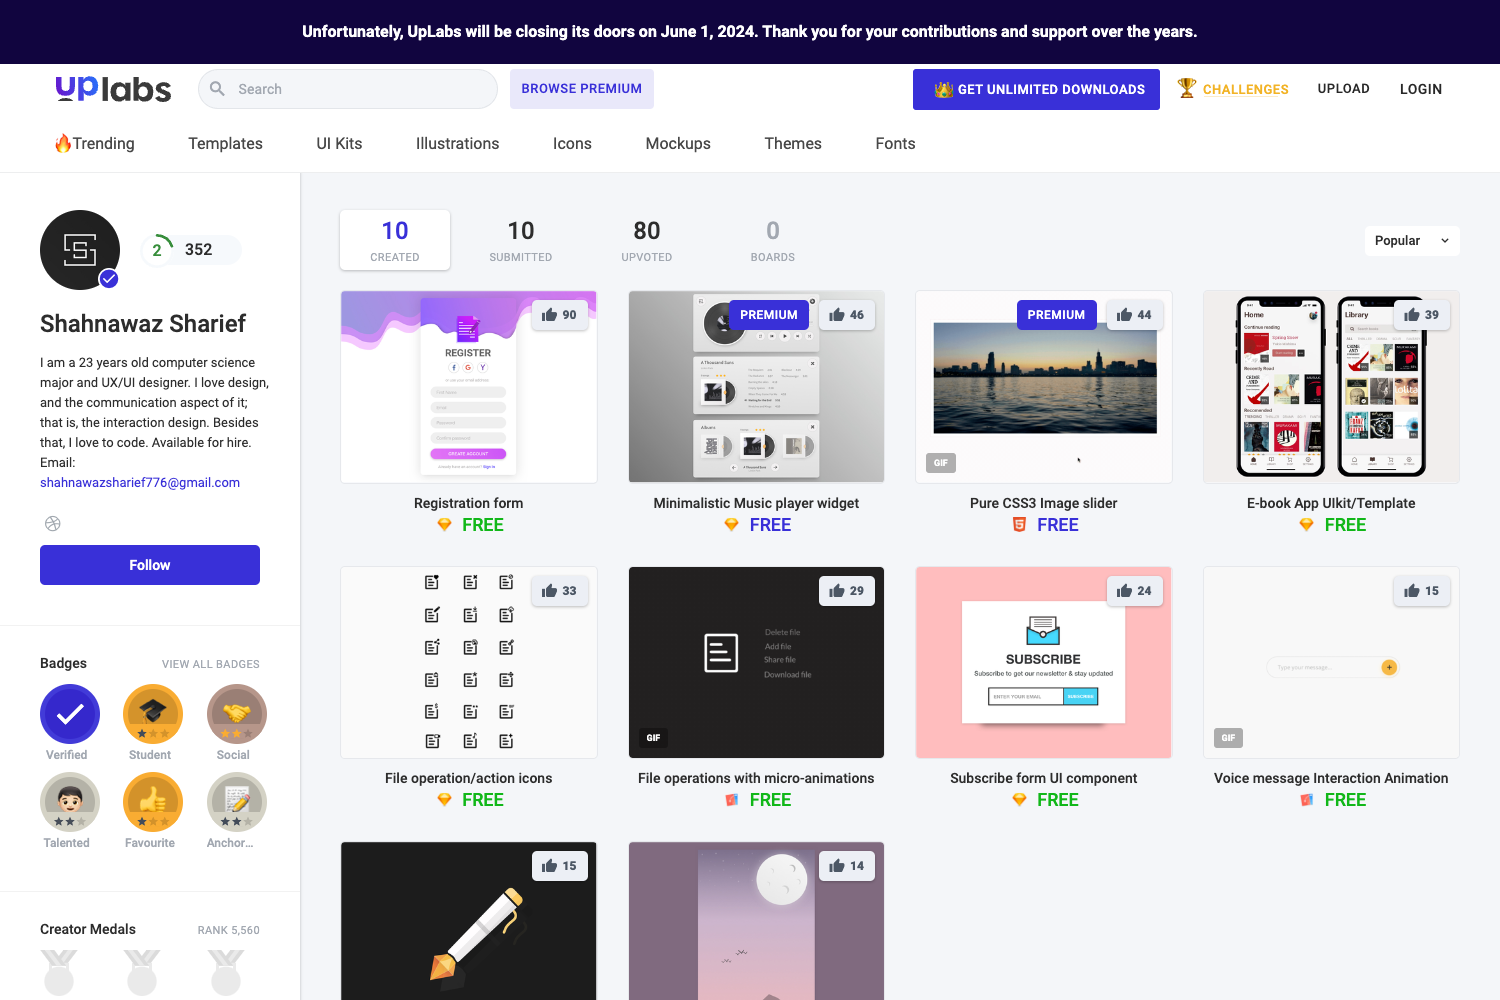 Unfortunately, UpLabs will be closing its doors on June 1, 2024. Thank you for your contributions and support over the years.
uplabs
Search
BROWSE PREMIUM
GET UNLIMITED DOWNLOADS
CHALLENGES
UPLOAD
LOGIN
Trending
Templates
UI Kits
Illustrations
Icons
Mockups
Themes
Fonts
2
352
Shahnawaz Sharief
I am a 23 years old computer science
major and UX/UI designer. I love design,
and the communication aspect of it;
that is, the interaction design. Besides
that, I love to code. Available for hire.
Email:
shahnawazsharief776@gmail.com
Follow
Badges
VIEW ALL BADGES
Verified
Student
Social
Talented
Favourite
Anchor...
Creator Medals
RANK 5,560
10
CREATED
10
SUBMITTED
80
UPVOTED
0
BOARDS
Popular
90
REGISTER
CREATE ACCOUNT
Registration form
FREE
PREMIUM
46
A Thousand Suns
Albums
Minimalistic Music player widget
FREE
PREMIUM
44
GIF
Pure CSS3 Image slider
FREE
39
Home
Continue reading
Recently Read
Recomended
Library
E-book App UIkit/Template
FREE
33
File operation/action icons
FREE
29
Delete file
Add file
Share file
Download file
GIF
File operations with micro-animations
FREE
24
SUBSCRIBE
Subscribe to get our newsletter & stay updated
ENTER YOUR EMAIL
SUBSCRIBE
Subscribe form UI component
FREE
15
Type your message...
GIF
Voice message Interaction Animation
FREE
15
14